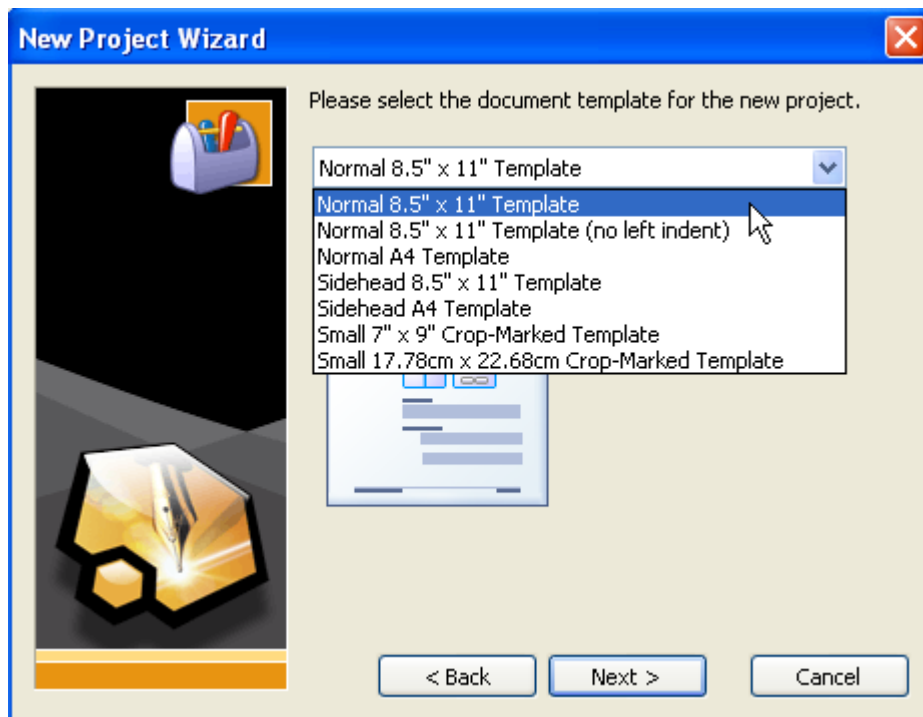 New Project Wizard
Please select the document template for the new project.
Normal 8.5" x 11" Template
Normal 8.5" x 11" Template
Normal 8.5" x 11" Template (no left indent)
Normal A4 Template
Sidehead 8.5" x 11" Template
Sidehead A4 Template
Small 7" x 9" Crop-Marked Template
Small 17.78cm x 22.68cm Crop-Marked Template
< Back
Next >
Cancel